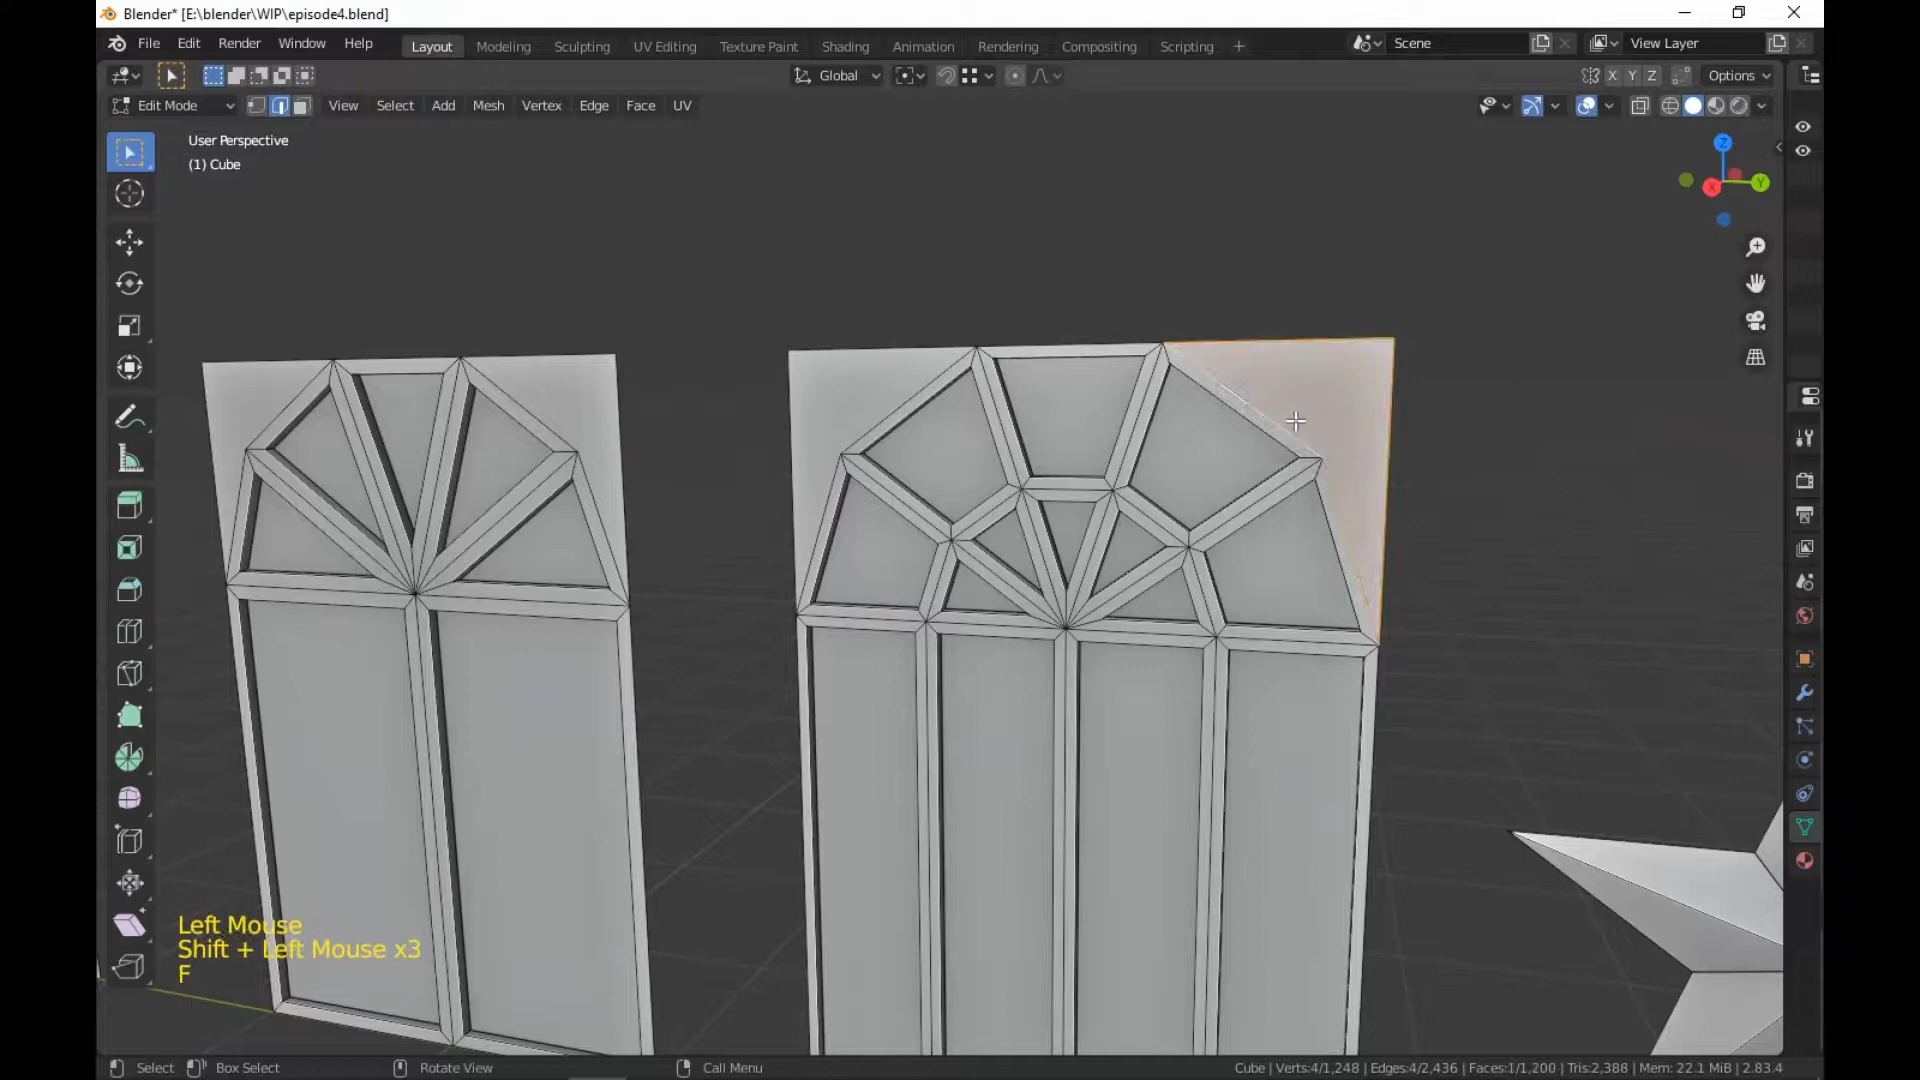 Blender* [E:\blender\WIP\episode4.blend]
File Edit Render Window Help Layout Modeling Sculpting UV Editing Texture Paint Shading Animation Rendering Compositing Scripting + Scene View Layer
Global X Y Z Options
Edit Mode View Select Add Mesh Vertex Edge Face UV
User Perspective
(1) Cube
Z
Y
X
Left Mouse
Shift + Left Mouse x3
F
Select Box Select Rotate View Call Menu Cube | Verts:4/1,248 | Edges:4/2,436 | Faces:1/1,200 | Tris:2,388 | Mem: 22.1 MiB | 2.83.4